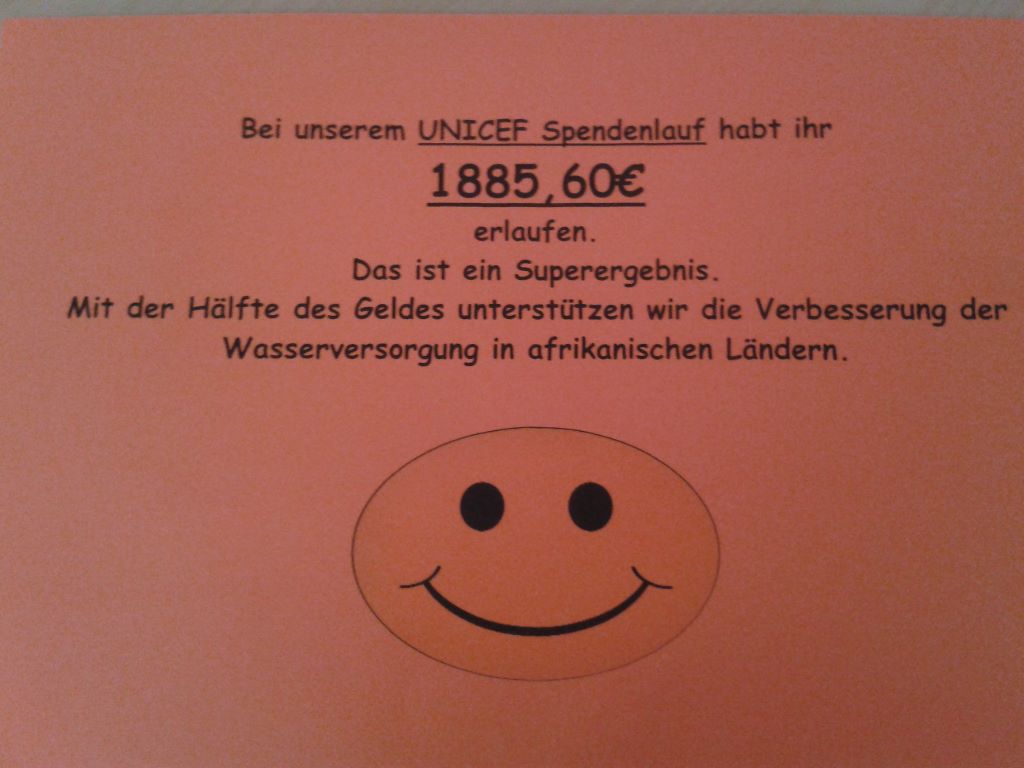 Bei unserem UNICEF Spendenlauf habt ihr
1885,60€
erlaufen.
Das ist ein Superergebnis.
Mit der Hälfte des Geldes unterstützen wir die Verbesserung der
Wasserversorgung in afrikanischen Ländern.